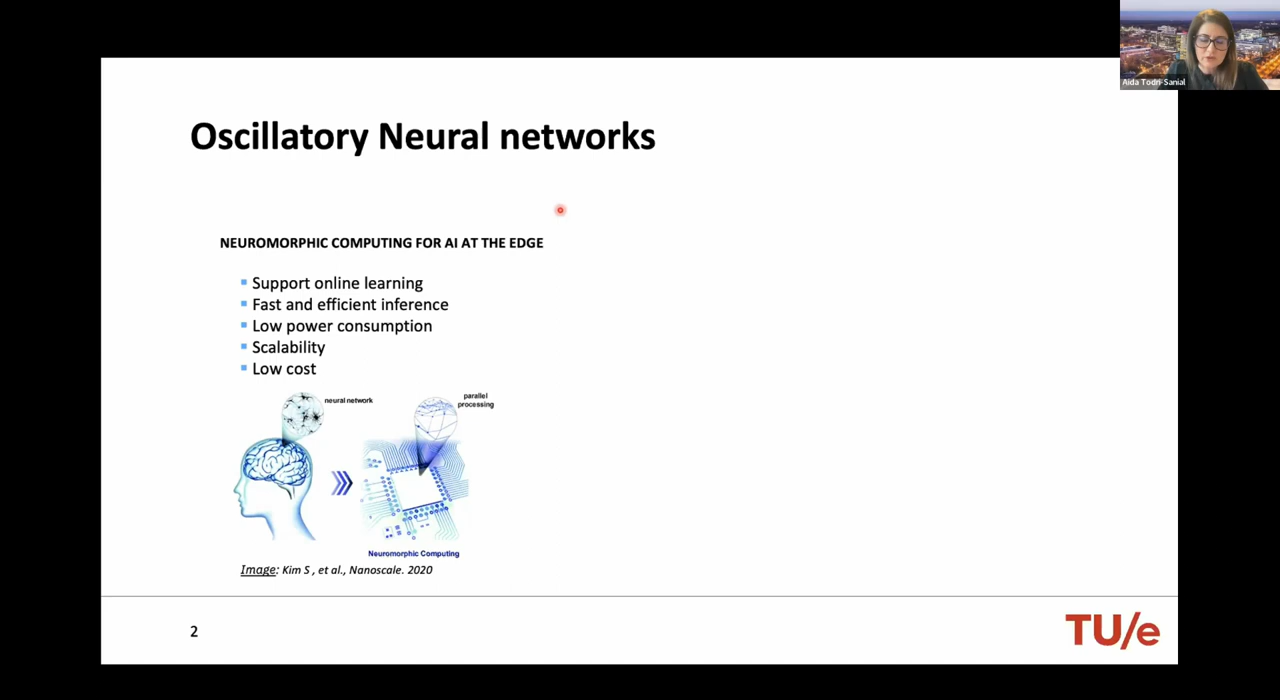 Aida Todri-Sanial
Oscillatory Neural networks
NEUROMORPHIC COMPUTING FOR AI AT THE EDGE
Support online learning
Fast and efficient inference
Low power consumption
Scalability
Low cost
neural network
parallel
processing
Neuromorphic Computing
Image: Kim S , et al., Nanoscale. 2020
2
TU/e